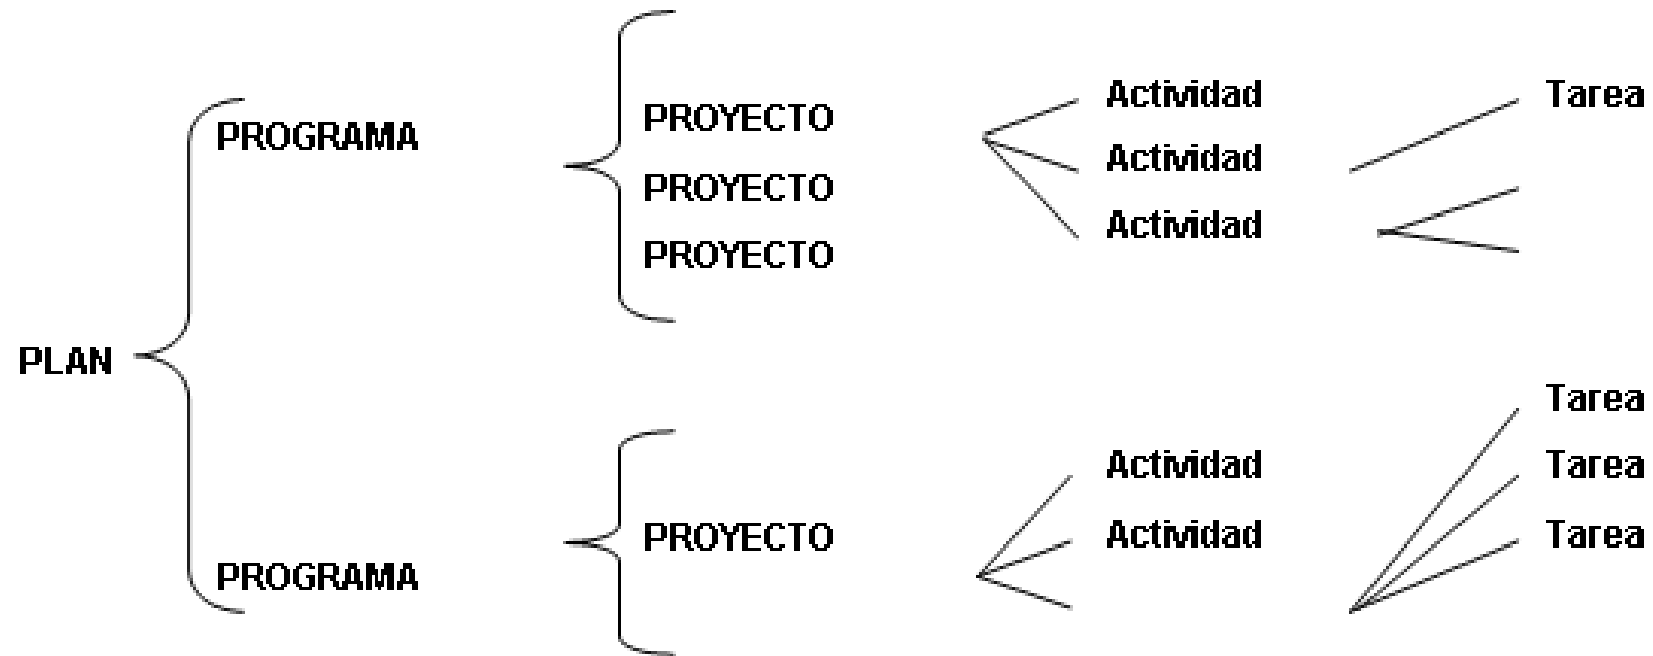 PLAN
PROGRAMA
PROYECTO
PROYECTO
PROYECTO
Actividad
Actividad
Actividad
Tarea
PROGRAMA
PROYECTO
Actividad
Actividad
Tarea
Tarea
Tarea